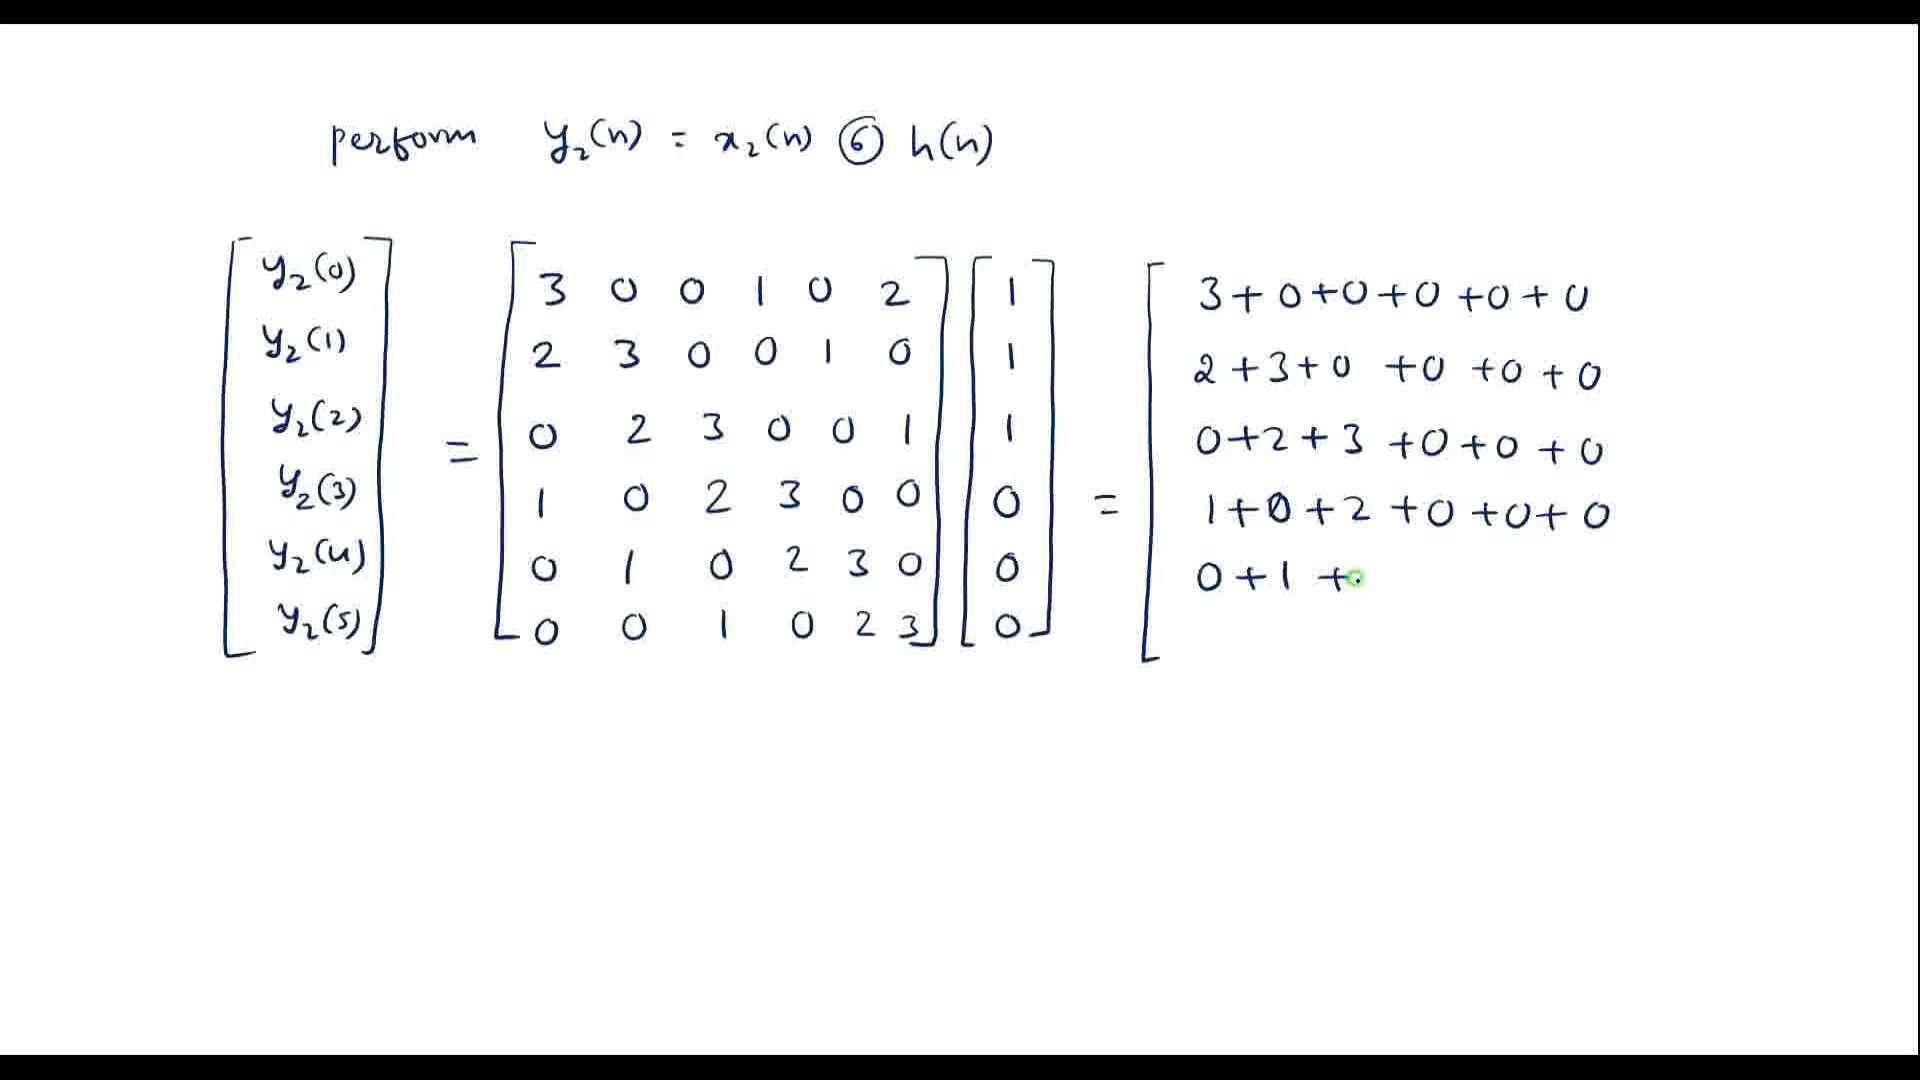 perform y₂(n) = x₂(n) ⑥ h(n)
y₂(0) 3 0 0 1 0 2 1 3+0+0+0+0+0
y₂(1) 2 3 0 0 1 0 1 2+3+0+0+0+0
y₂(2) = 0 2 3 0 0 1 1 0+2+3+0+0+0
y₂(3) 1 0 2 3 0 0 0 = 1+0+2+0+0+0
y₂(4) 0 1 0 2 3 0 0 0+1+
y₂(5) 0 0 1 0 2 3 0